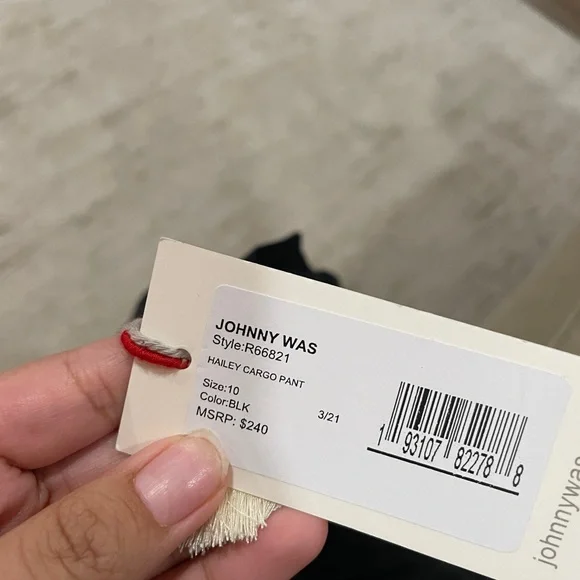 JOHNNY WAS
Style:R66821
HAILEY CARGO PANT
Size:10
Color:BLK 3/21
MSRP: $240
1 93107 82278 8
johnnywas